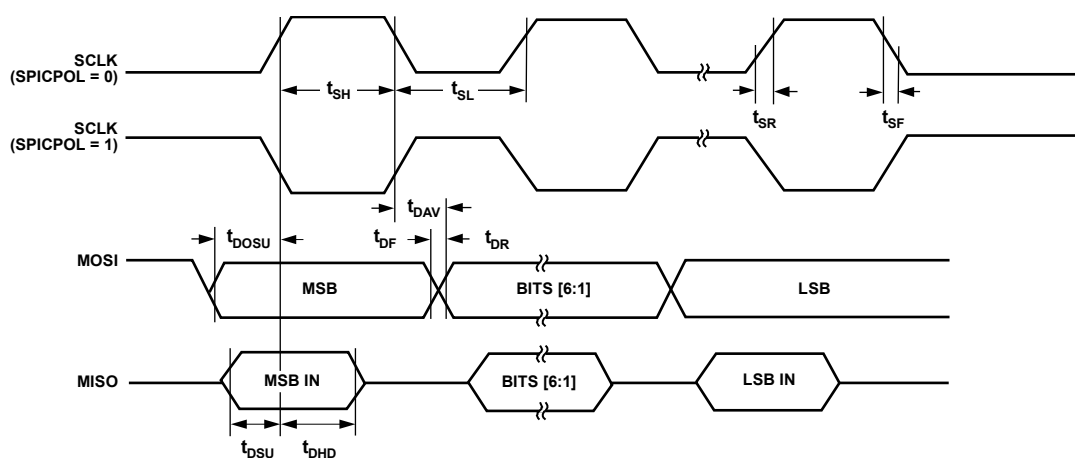 SCLK
(SPICPOL = 0)
tSH
tSL
tSR
tSF
SCLK
(SPICPOL = 1)
tDAV
tDOSU
tDF
tDR
MOSI
MSB
BITS [6:1]
LSB
MISO
MSB IN
BITS [6:1]
LSB IN
tDSU
tDHD